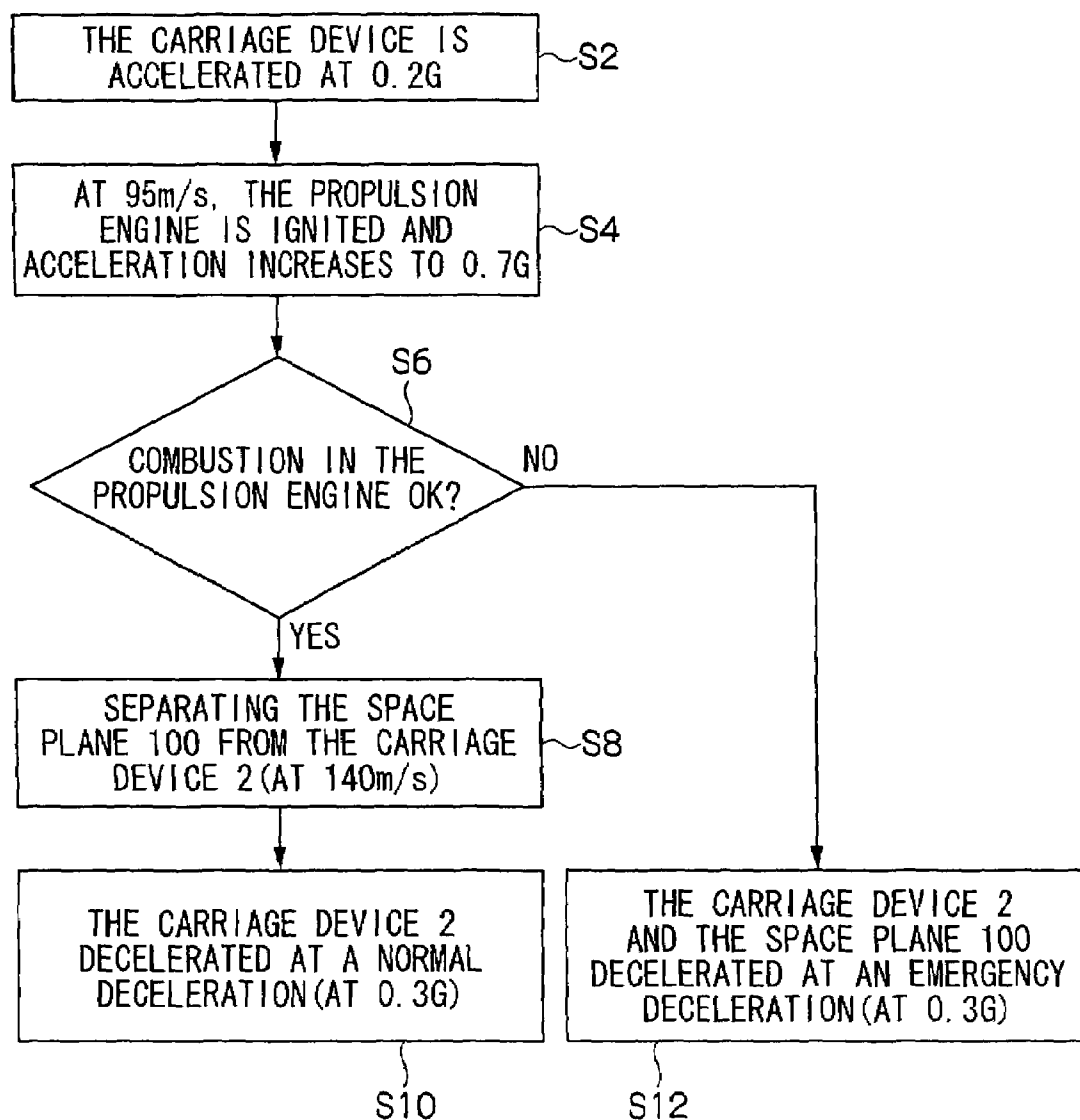 THE CARRIAGE DEVICE IS
ACCELERATED AT 0.2G
S2
AT 95m/s, THE PROPULSION
ENGINE IS IGNITED AND
ACCELERATION INCREASES TO 0.7G
S4
S6
COMBUSTION IN THE
PROPULSION ENGINE OK?
NO
YES
SEPARATING THE SPACE
PLANE 100 FROM THE CARRIAGE
DEVICE 2(AT 140m/s)
S8
THE CARRIAGE DEVICE 2
DECELERATED AT A NORMAL
DECELERATION(AT 0.3G)
S10
THE CARRIAGE DEVICE 2
AND THE SPACE PLANE 100
DECELERATED AT AN EMERGENCY
DECELERATION(AT 0.3G)
S12